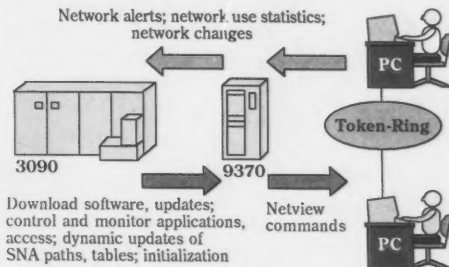 Network alerts; network use statistics;
network changes
PC
Token-Ring
3090
9370
Download software, updates;
control and monitor applications,
access; dynamic updates of
SNA paths, tables; initialization
Netview
commands
PC